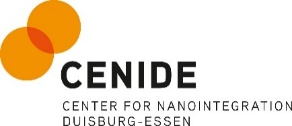 CENIDE
CENTER FOR NANOINTEGRATION
DUISBURG-ESSEN